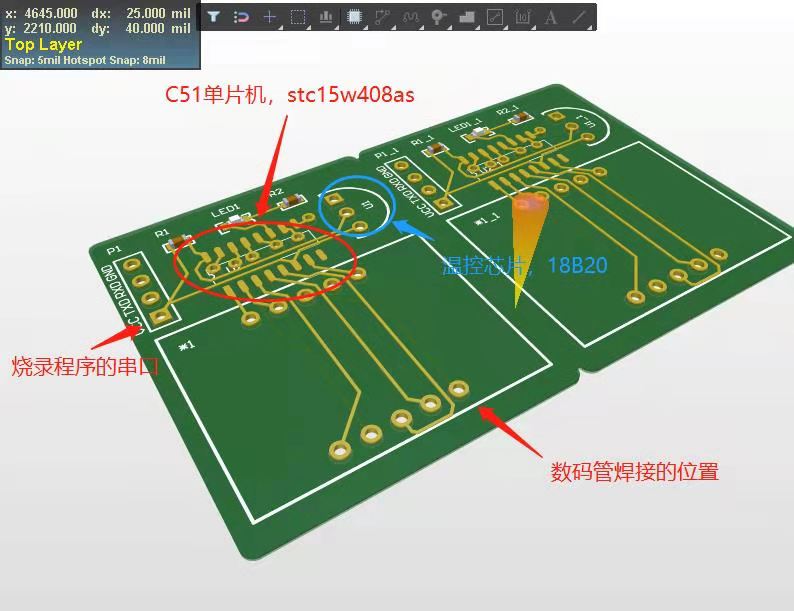 x: 4645.000 dx: 25.000 mil
y: 2210.000 dy: 40.000 mil
Top Layer
Snap: 5mil Hotspot Snap: 8mil
C51单片机，stc15w408as
R2_1
LED1_1
R1_1
P1_1
VCC TXD RXD GND
*1_1
R2
LED1
R1
P1
TXD RXD GND
*1
温控芯片，18B20
烧录程序的串口
数码管焊接的位置